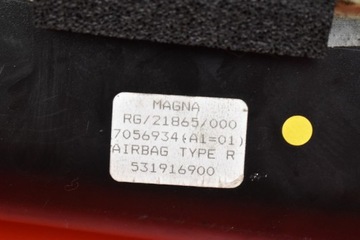 MAGNA
RG/21865/000
7056934(A1=01)
AIRBAG TYPE R
531916900